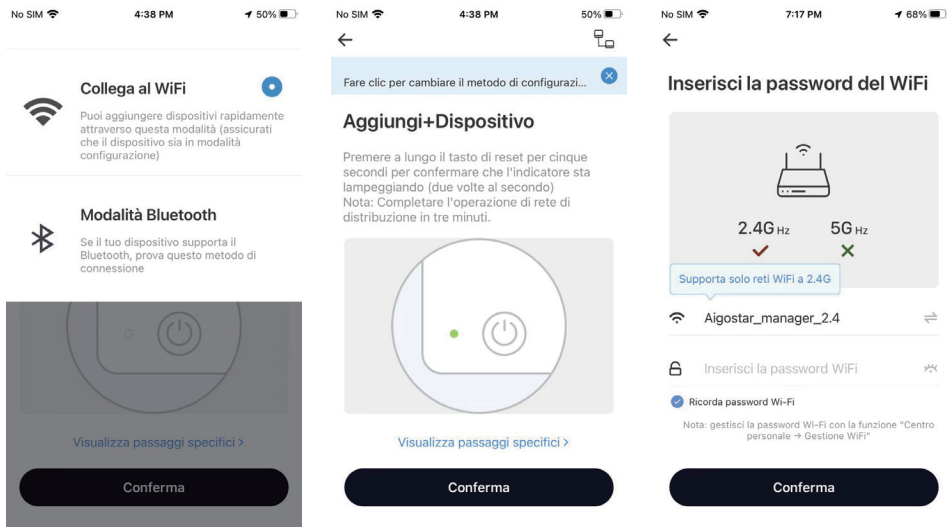 No SIM 4:38 PM 50%
Collega al WiFi
Puoi aggiungere dispositivi rapidamente
attraverso questa modalità (assicurati
che il dispositivo sia in modalità
configurazione)
Modalità Bluetooth
Se il tuo dispositivo supporta il
Bluetooth, prova questo metodo di
connessione
Visualizza passaggi specifici >
Conferma
No SIM 4:38 PM 50%
Fare clic per cambiare il metodo di configurazi...
Aggiungi+Dispositivo
Premere a lungo il tasto di reset per cinque
secondi per confermare che l'indicatore sta
lampeggiando (due volte al secondo)
Nota: Completare l'operazione di rete di
distribuzione in tre minuti.
Visualizza passaggi specifici >
Conferma
No SIM 7:17 PM 68%
Inserisci la password del WiFi
2.4G Hz 5G Hz
Supporta solo reti WiFi a 2.4G
Aigostar_manager_2.4
Inserisci la password WiFi
Ricorda password Wi-Fi
Nota: gestisci la password Wi-Fi con la funzione "Centro
personale → Gestione WiFi"
Conferma